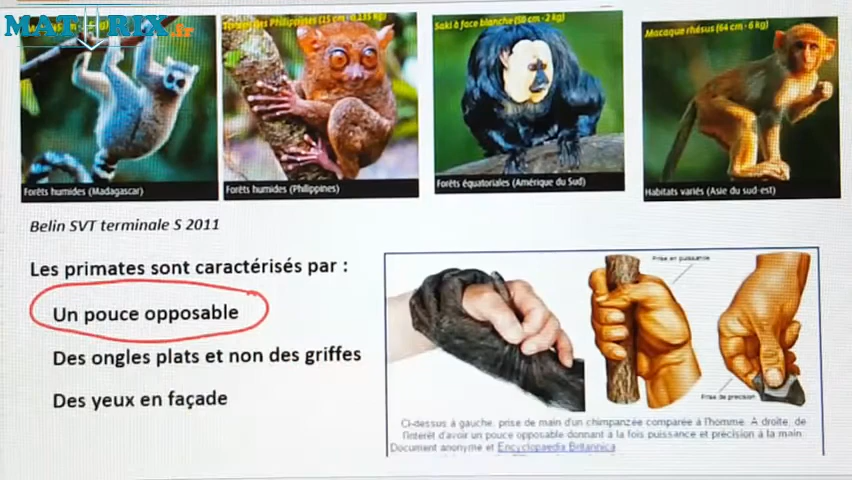 MAT RIX.fr
des Philippines (15 cm - 0,135 kg)
Saki à face blanche (50 cm - 2 kg)
Macaque rhésus (64 cm - 6 kg)
Forêts humides (Madagascar)
Forêts humides (Philippines)
Forêts équatoriales (Amérique du Sud)
Habitats variés (Asie du sud-est)
Belin SVT terminale S 2011
Les primates sont caractérisés par :
Un pouce opposable
Des ongles plats et non des griffes
Des yeux en façade
Prise en puissance
Prise de précision
Ci-dessus à gauche, prise de main d'un chimpanzée comparée à l'homme. A droite, de
l'interêt d'avoir un pouce opposable donnant à la fois puissance et précision à la main.
Document anonyme et Encyclopaedia Britannica